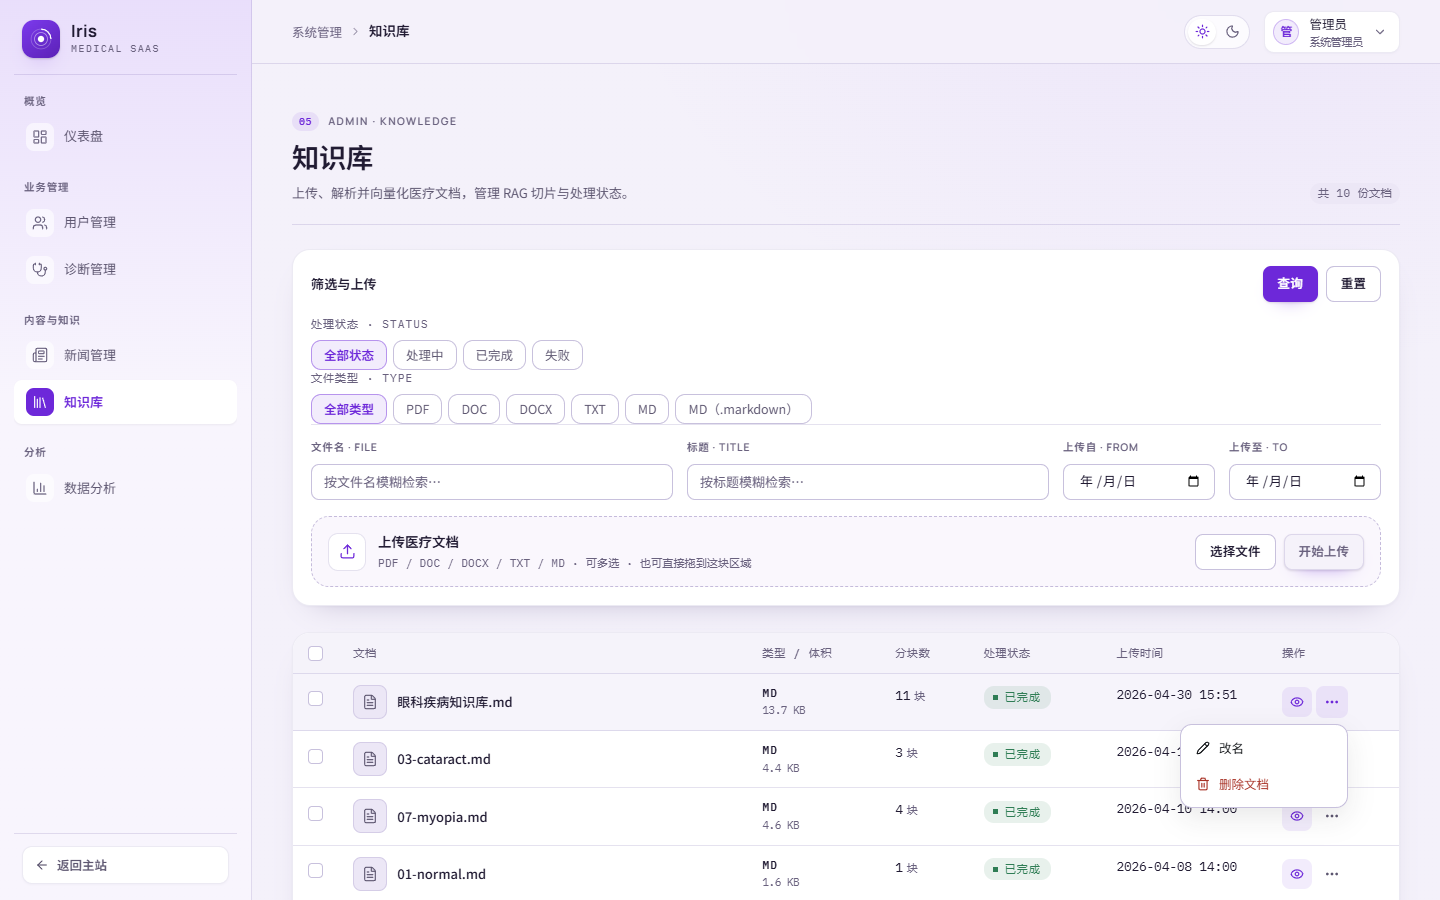 Iris
MEDICAL SAAS
概览
仪表盘
业务管理
用户管理
诊断管理
内容与知识
新闻管理
知识库
分析
数据分析
返回主站
系统管理 > 知识库
管
管理员
系统管理员
05 ADMIN · KNOWLEDGE
知识库
上传、解析并向量化医疗文档，管理 RAG 切片与处理状态。
共 10 份文档
筛选与上传
查询 重置
处理状态 · STATUS
全部状态 处理中 已完成 失败
文件类型 · TYPE
全部类型 PDF DOC DOCX TXT MD MD（.markdown）
文件名 · FILE 标题 · TITLE 上传自 · FROM 上传至 · TO
按文件名模糊检索… 按标题模糊检索… 年 /月/日 年 /月/日
上传医疗文档
PDF / DOC / DOCX / TXT / MD · 可多选 · 也可直接拖到这块区域
选择文件 开始上传
文档 类型 / 体积 分块数 处理状态 上传时间 操作
眼科疾病知识库.md MD 13.7 KB 11 块 已完成 2026-04-30 15:51
改名
删除文档
03-cataract.md MD 4.4 KB 3 块 已完成 2026-04-
07-myopia.md MD 4.6 KB 4 块 已完成 2026-04-10 14:00
01-normal.md MD 1.6 KB 1 块 已完成 2026-04-08 14:00